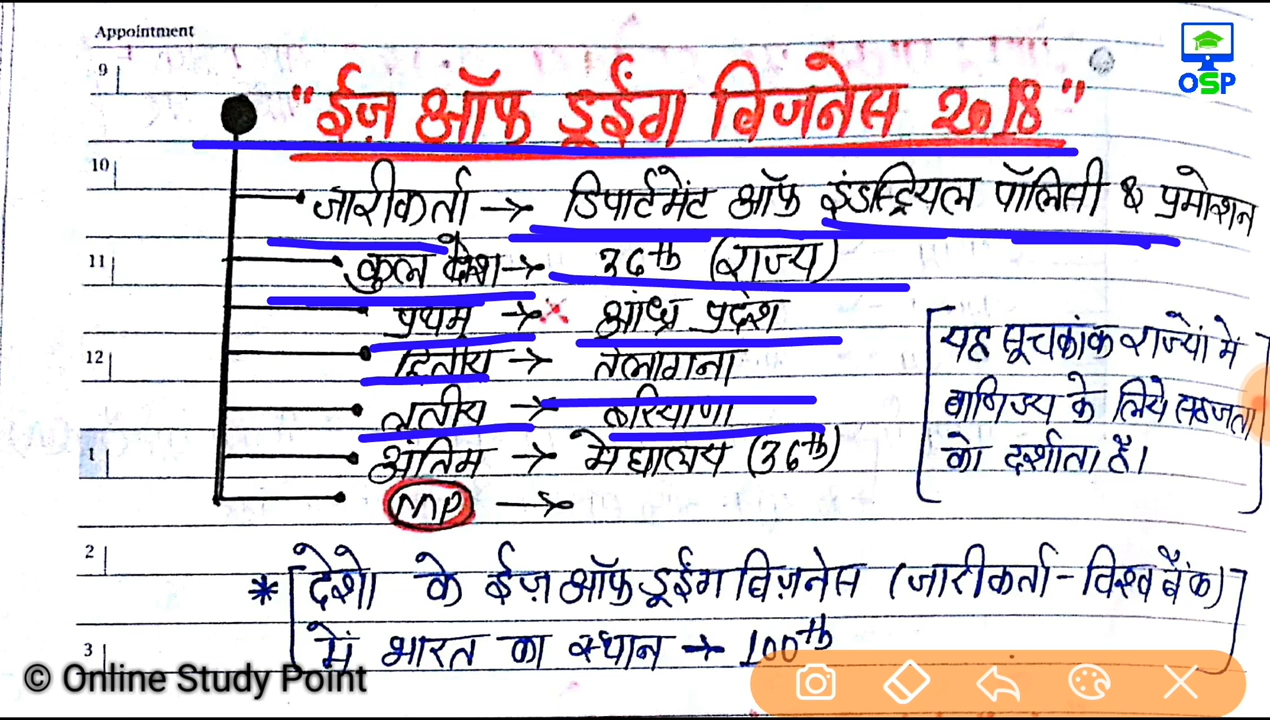 Appointment
OSP
9
"ईज़ ऑफ डूईंग बिजनेस 2018"
10
जारीकर्ता → डिपार्टमेंट ऑफ़ इंडस्ट्रियल पॉलिसी & प्रमोशन
11
कुल देश → 36th (राज्य)
प्रथम → आंध्र प्रदेश
12
द्वितीय → तेलांगाना
तृतीय → हरियाणा
1
अंतिम → मेघालय (36th)
MP →
[यह सूचकांक राज्यों मे
वाणिज्य के लिये सहजता
को दर्शाता है।]
2
* [देशो के ईज़ ऑफ़ डूईंग बिज़नेस (जारीकर्ता - विश्व बैंक)
3
में भारत का स्थान → 100th]
© Online Study Point